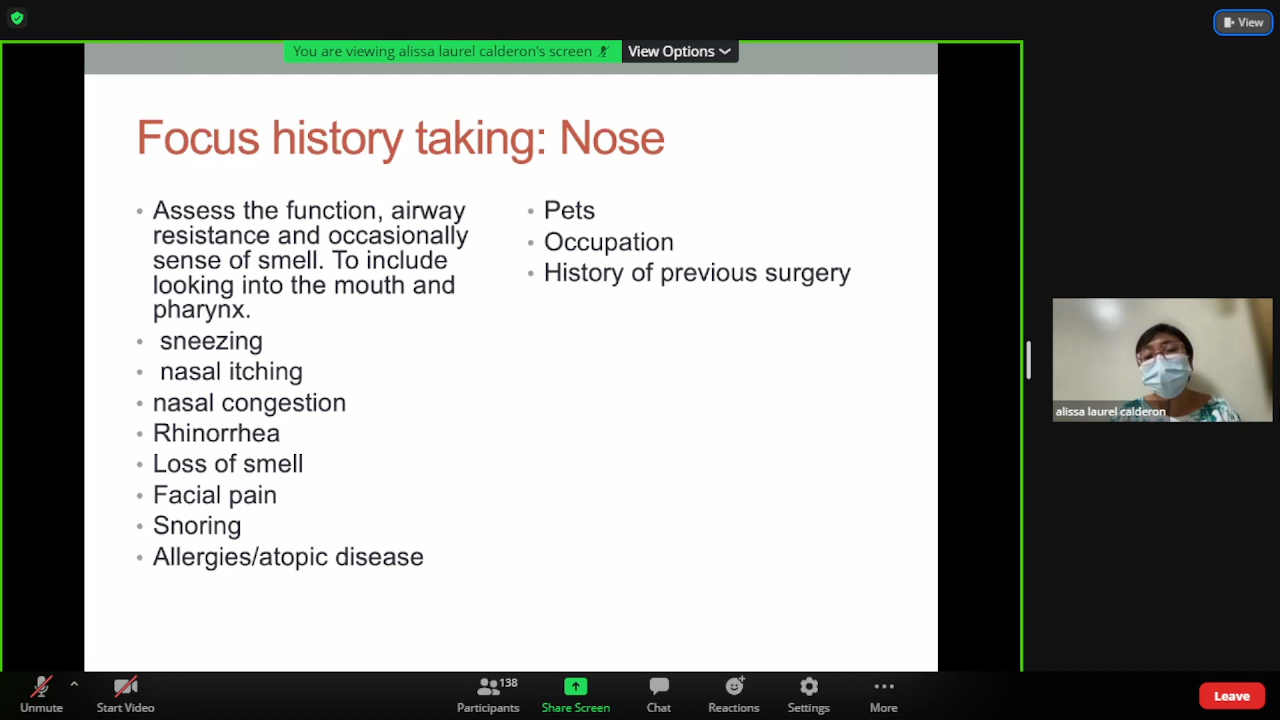 View
You are viewing alissa laurel calderon's screen
View Options
Focus history taking: Nose
• Assess the function, airway
resistance and occasionally
sense of smell. To include
looking into the mouth and
pharynx.
• sneezing
• nasal itching
• nasal congestion
• Rhinorrhea
• Loss of smell
• Facial pain
• Snoring
• Allergies/atopic disease
• Pets
• Occupation
• History of previous surgery
alissa laurel calderon
Unmute
Start Video
138
Participants
Share Screen
Chat
Reactions
Settings
More
Leave